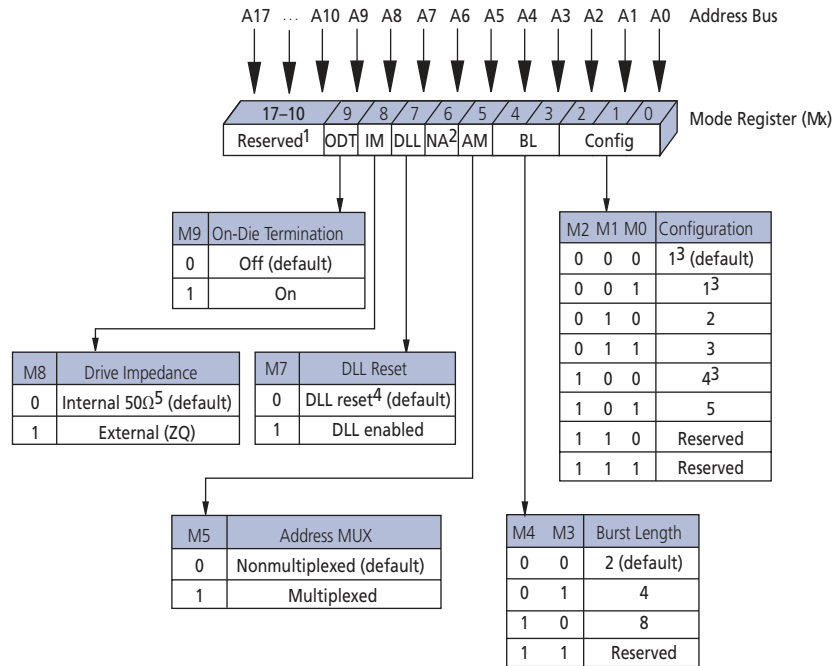 A17 ... A10 A9 A8 A7 A6 A5 A4 A3 A2 A1 A0 Address Bus
17–10 9 8 7 6 5 4 3 2 1 0 Mode Register (Mx)
Reserved1 ODT IM DLL NA2 AM BL Config
M9 On-Die Termination
0 Off (default)
1 On
M2 M1 M0 Configuration
0 0 0 13 (default)
0 0 1 13
0 1 0 2
0 1 1 3
1 0 0 43
1 0 1 5
1 1 0 Reserved
1 1 1 Reserved
M8 Drive Impedance
0 Internal 50Ω5 (default)
1 External (ZQ)
M7 DLL Reset
0 DLL reset4 (default)
1 DLL enabled
M5 Address MUX
0 Nonmultiplexed (default)
1 Multiplexed
M4 M3 Burst Length
0 0 2 (default)
0 1 4
1 0 8
1 1 Reserved